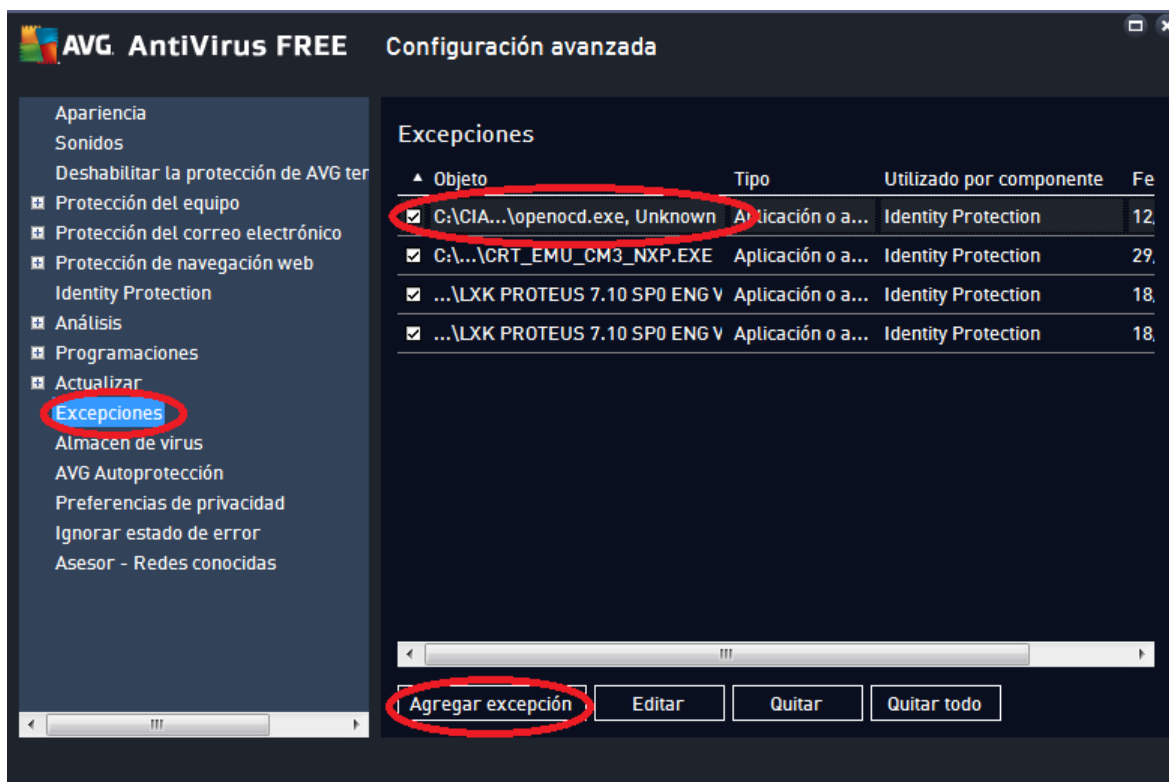 AVG AntiVirus FREE Configuración avanzada
Apariencia
Sonidos
Deshabilitar la protección de AVG ter
Protección del equipo
Protección del correo electrónico
Protección de navegación web
Identity Protection
Análisis
Programaciones
Actualizar
Excepciones
Almacén de virus
AVG Autoprotección
Preferencias de privacidad
Ignorar estado de error
Asesor - Redes conocidas
Excepciones
Objeto Tipo Utilizado por componente Fe
C:\CIA...\openocd.exe, Unknown Aplicación o a... Identity Protection 12,
C:\...\CRT_EMU_CM3_NXP.EXE Aplicación o a... Identity Protection 29,
...\LXK PROTEUS 7.10 SP0 ENG V Aplicación o a... Identity Protection 18,
...\LXK PROTEUS 7.10 SP0 ENG V Aplicación o a... Identity Protection 18,
Agregar excepción Editar Quitar Quitar todo